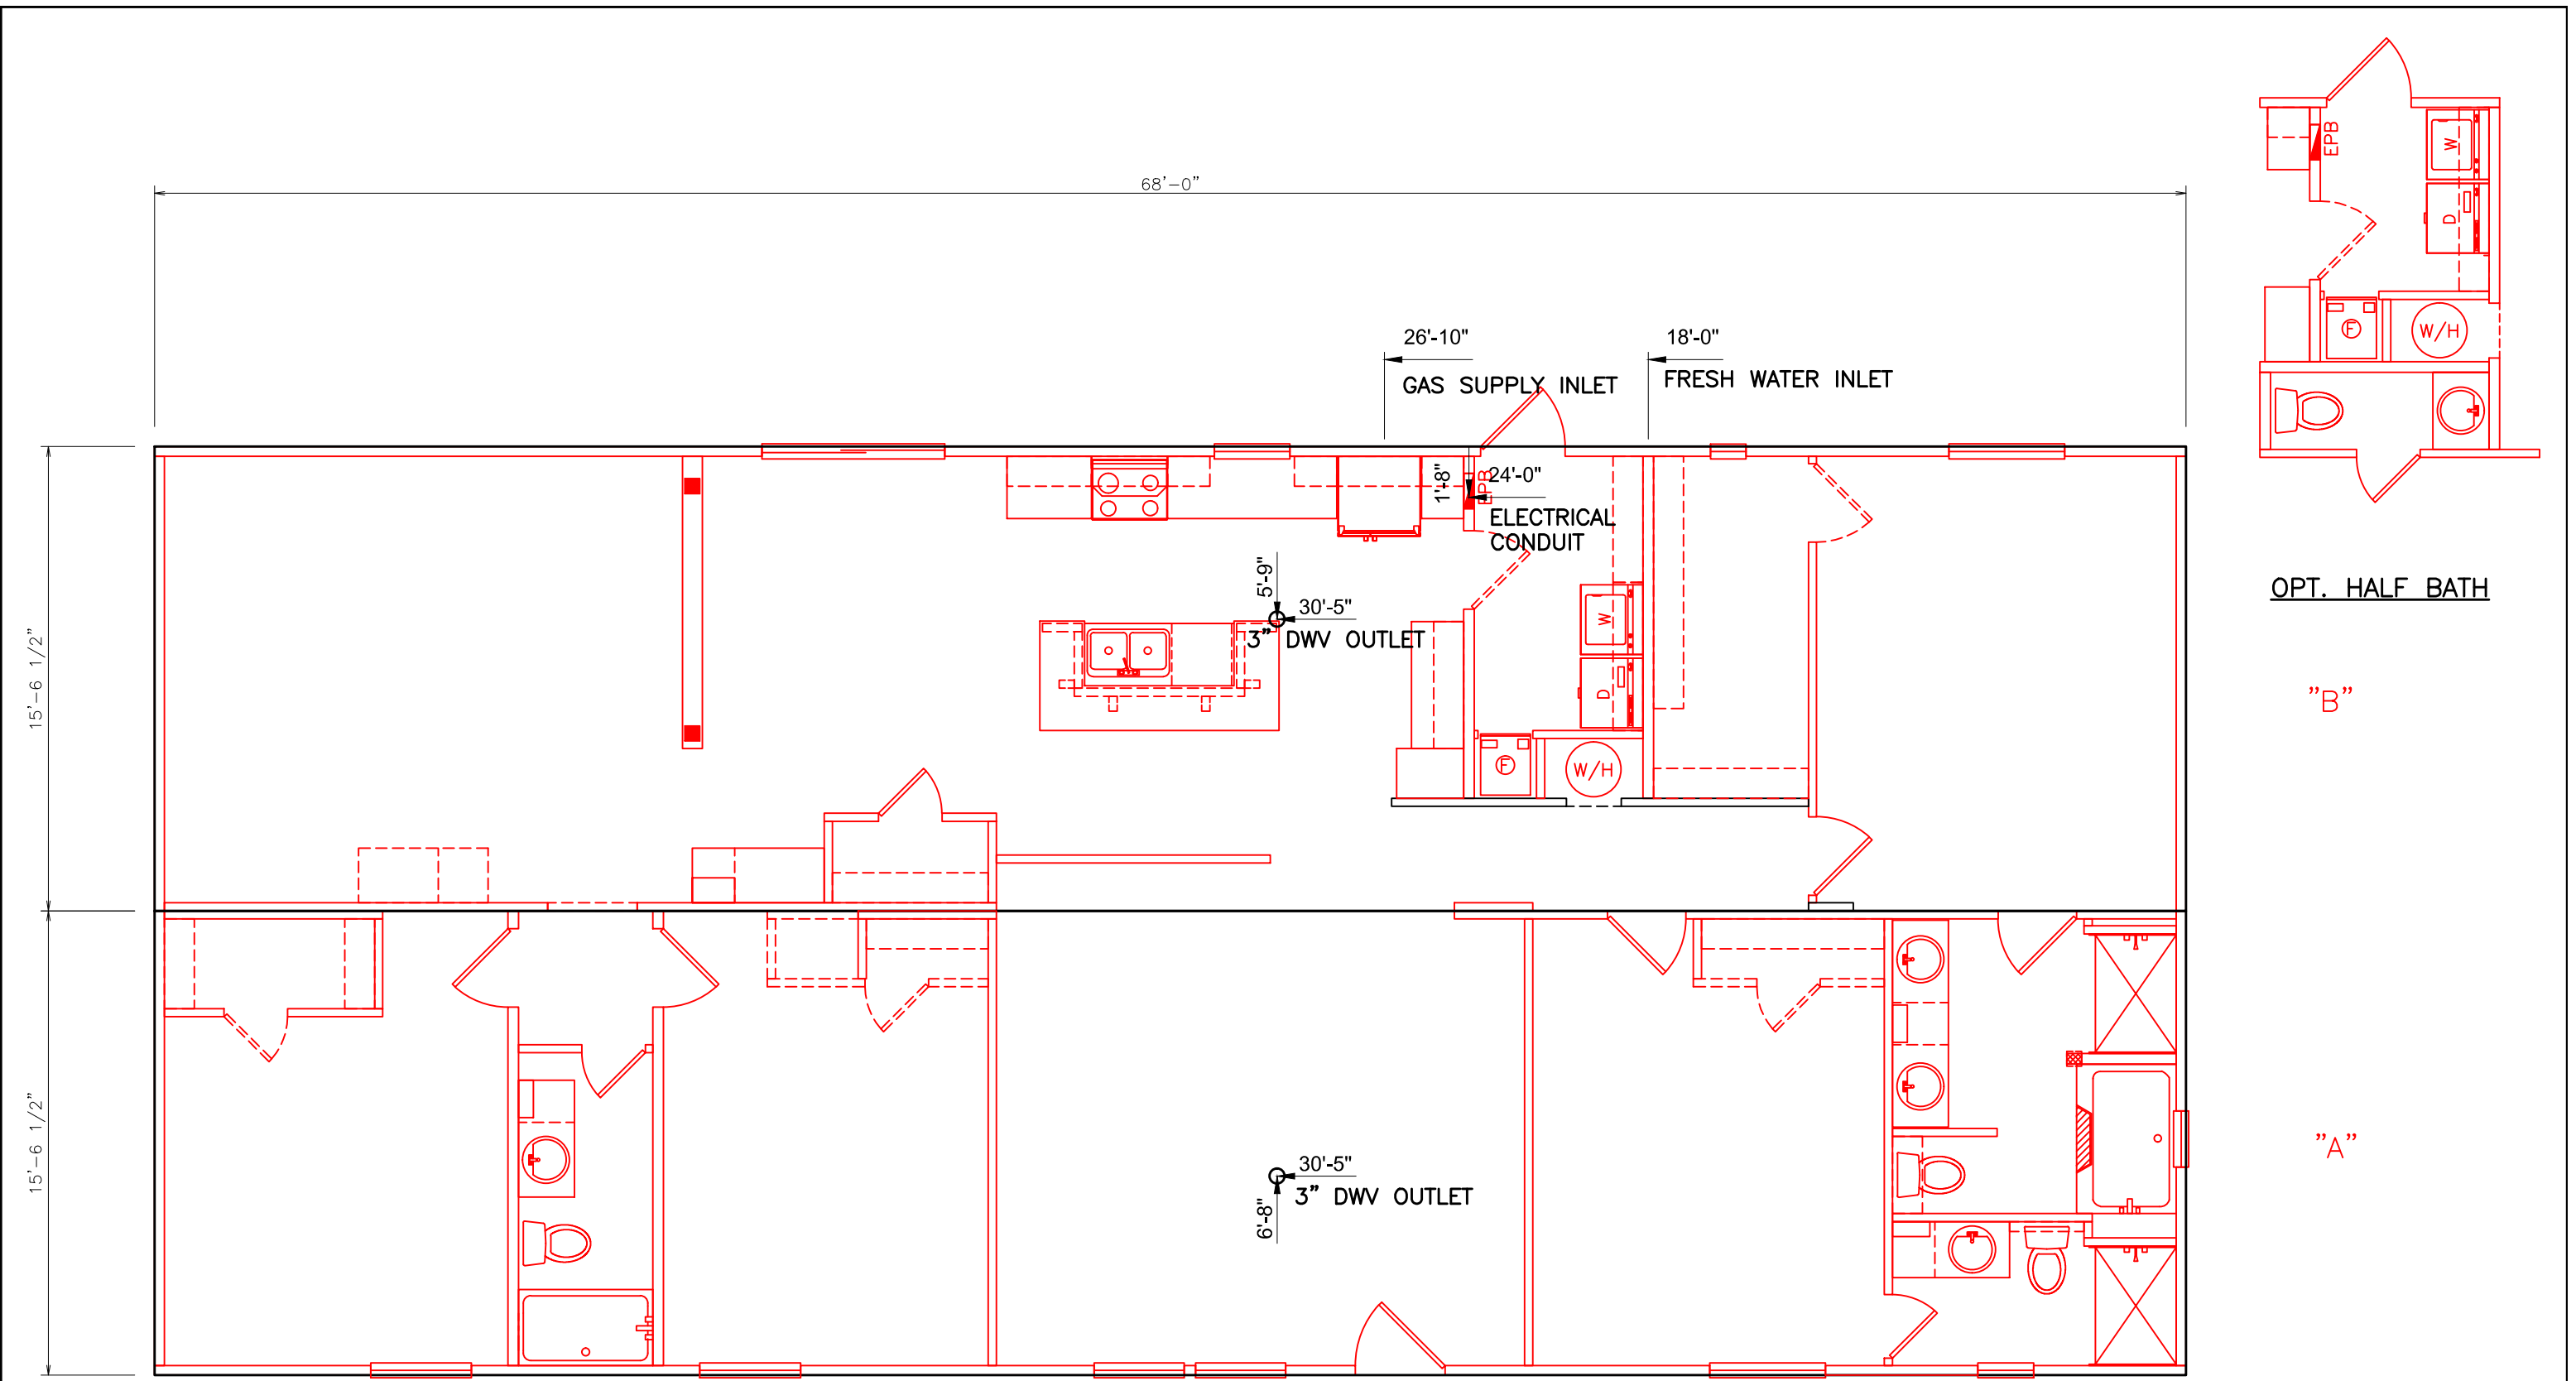 68'-0"
EPB
W
D
F
W/H
26'-10"
18'-0"
GAS SUPPLY INLET
FRESH WATER INLET
1'-8"
EPB
24'-0"
ELECTRICAL
CONDUIT
5'-9"
30'-5"
3" DWV OUTLET
OPT. HALF BATH
15'-6 1/2"
W
D
"B"
F
W/H
15'-6 1/2"
"A"
30'-5"
3" DWV OUTLET
6'-8"